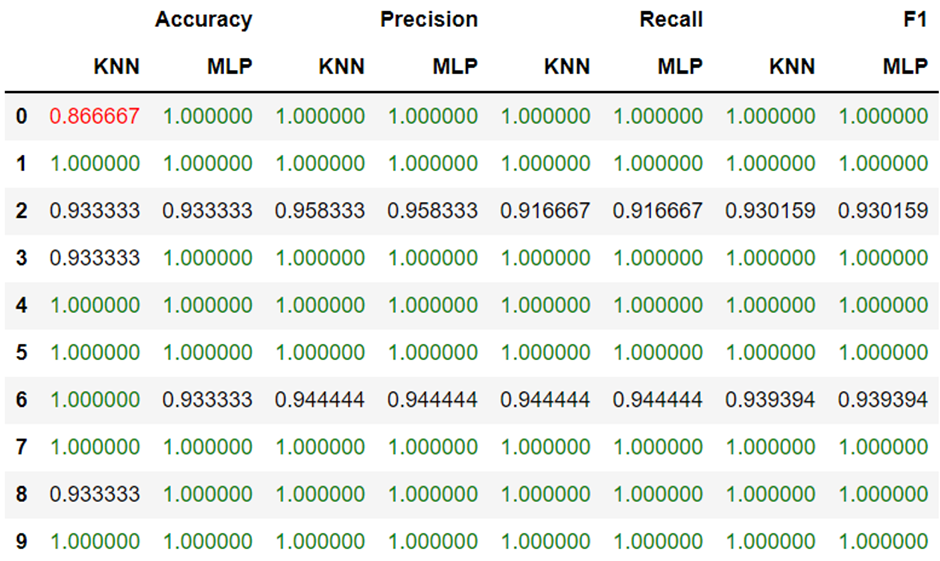 Accuracy Precision Recall F1
KNN MLP KNN MLP KNN MLP KNN MLP
0 0.866667 1.000000 1.000000 1.000000 1.000000 1.000000 1.000000 1.000000
1 1.000000 1.000000 1.000000 1.000000 1.000000 1.000000 1.000000 1.000000
2 0.933333 0.933333 0.958333 0.958333 0.916667 0.916667 0.930159 0.930159
3 0.933333 1.000000 1.000000 1.000000 1.000000 1.000000 1.000000 1.000000
4 1.000000 1.000000 1.000000 1.000000 1.000000 1.000000 1.000000 1.000000
5 1.000000 1.000000 1.000000 1.000000 1.000000 1.000000 1.000000 1.000000
6 1.000000 0.933333 0.944444 0.944444 0.944444 0.944444 0.939394 0.939394
7 1.000000 1.000000 1.000000 1.000000 1.000000 1.000000 1.000000 1.000000
8 0.933333 1.000000 1.000000 1.000000 1.000000 1.000000 1.000000 1.000000
9 1.000000 1.000000 1.000000 1.000000 1.000000 1.000000 1.000000 1.000000